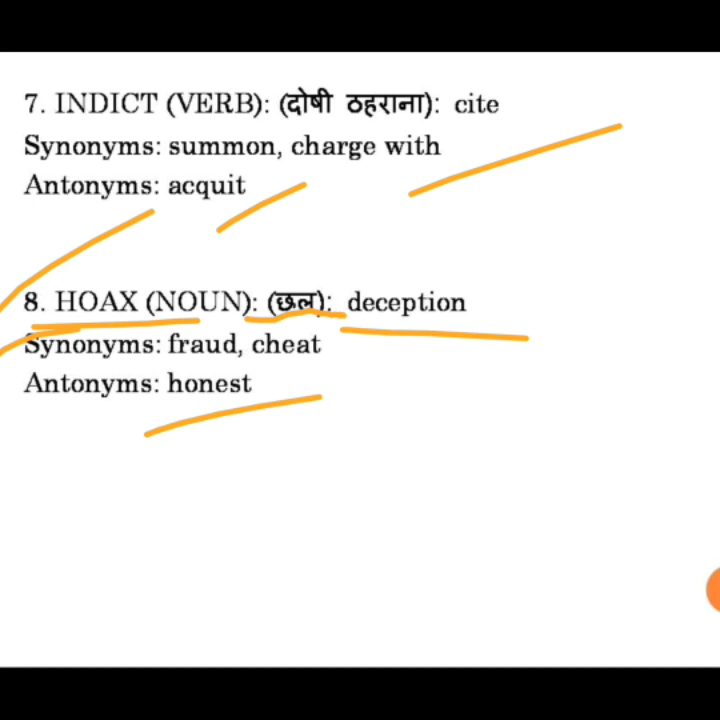 7. INDICT (VERB): (दोषी ठहराना): cite
Synonyms: summon, charge with
Antonyms: acquit
8. HOAX (NOUN): (छल): deception
Synonyms: fraud, cheat
Antonyms: honest